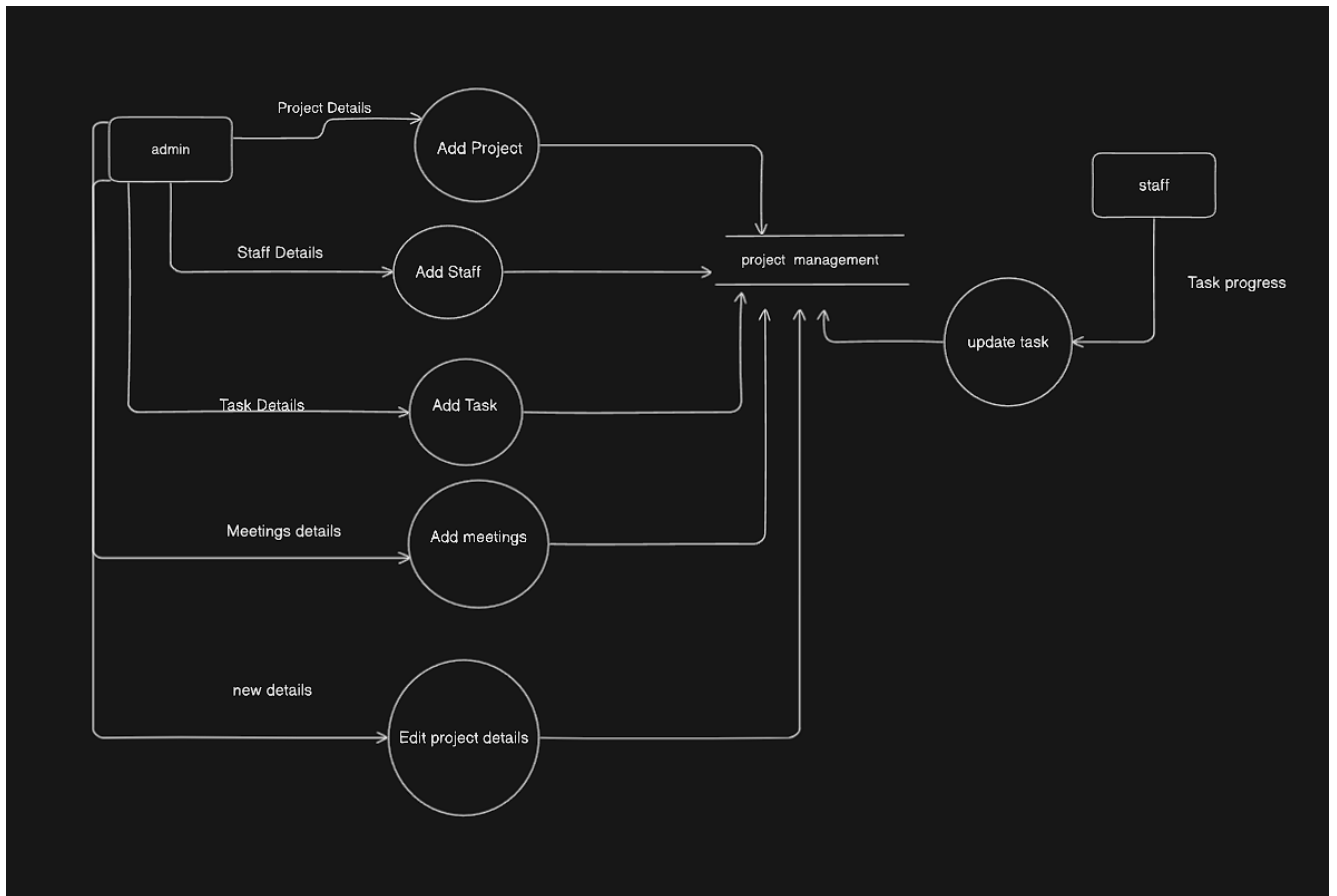 Project Details
admin
Add Project
staff
Staff Details
Add Staff
project management
Task progress
update task
Task Details
Add Task
Meetings details
Add meetings
new details
Edit project details